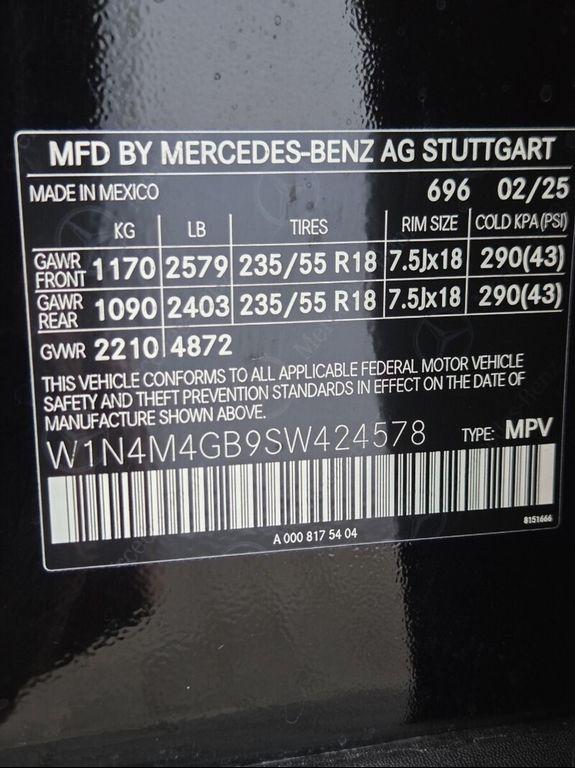 MFD BY MERCEDES-BENZ AG STUTTGART
MADE IN MEXICO 696 02/25
KG LB TIRES RIM SIZE COLD KPA(PSI)
GAWR FRONT 1170 2579 235/55 R18 7.5Jx18 290(43)
GAWR REAR 1090 2403 235/55 R18 7.5Jx18 290(43)
GVWR 2210 4872
THIS VEHICLE CONFORMS TO ALL APPLICABLE FEDERAL MOTOR VEHICLE
SAFETY AND THEFT PREVENTION STANDARDS IN EFFECT ON THE DATE OF
MANUFACTURE SHOWN ABOVE.
W1N4M4GB9SW424578 TYPE: MPV
A 000 817 54 04 8151666